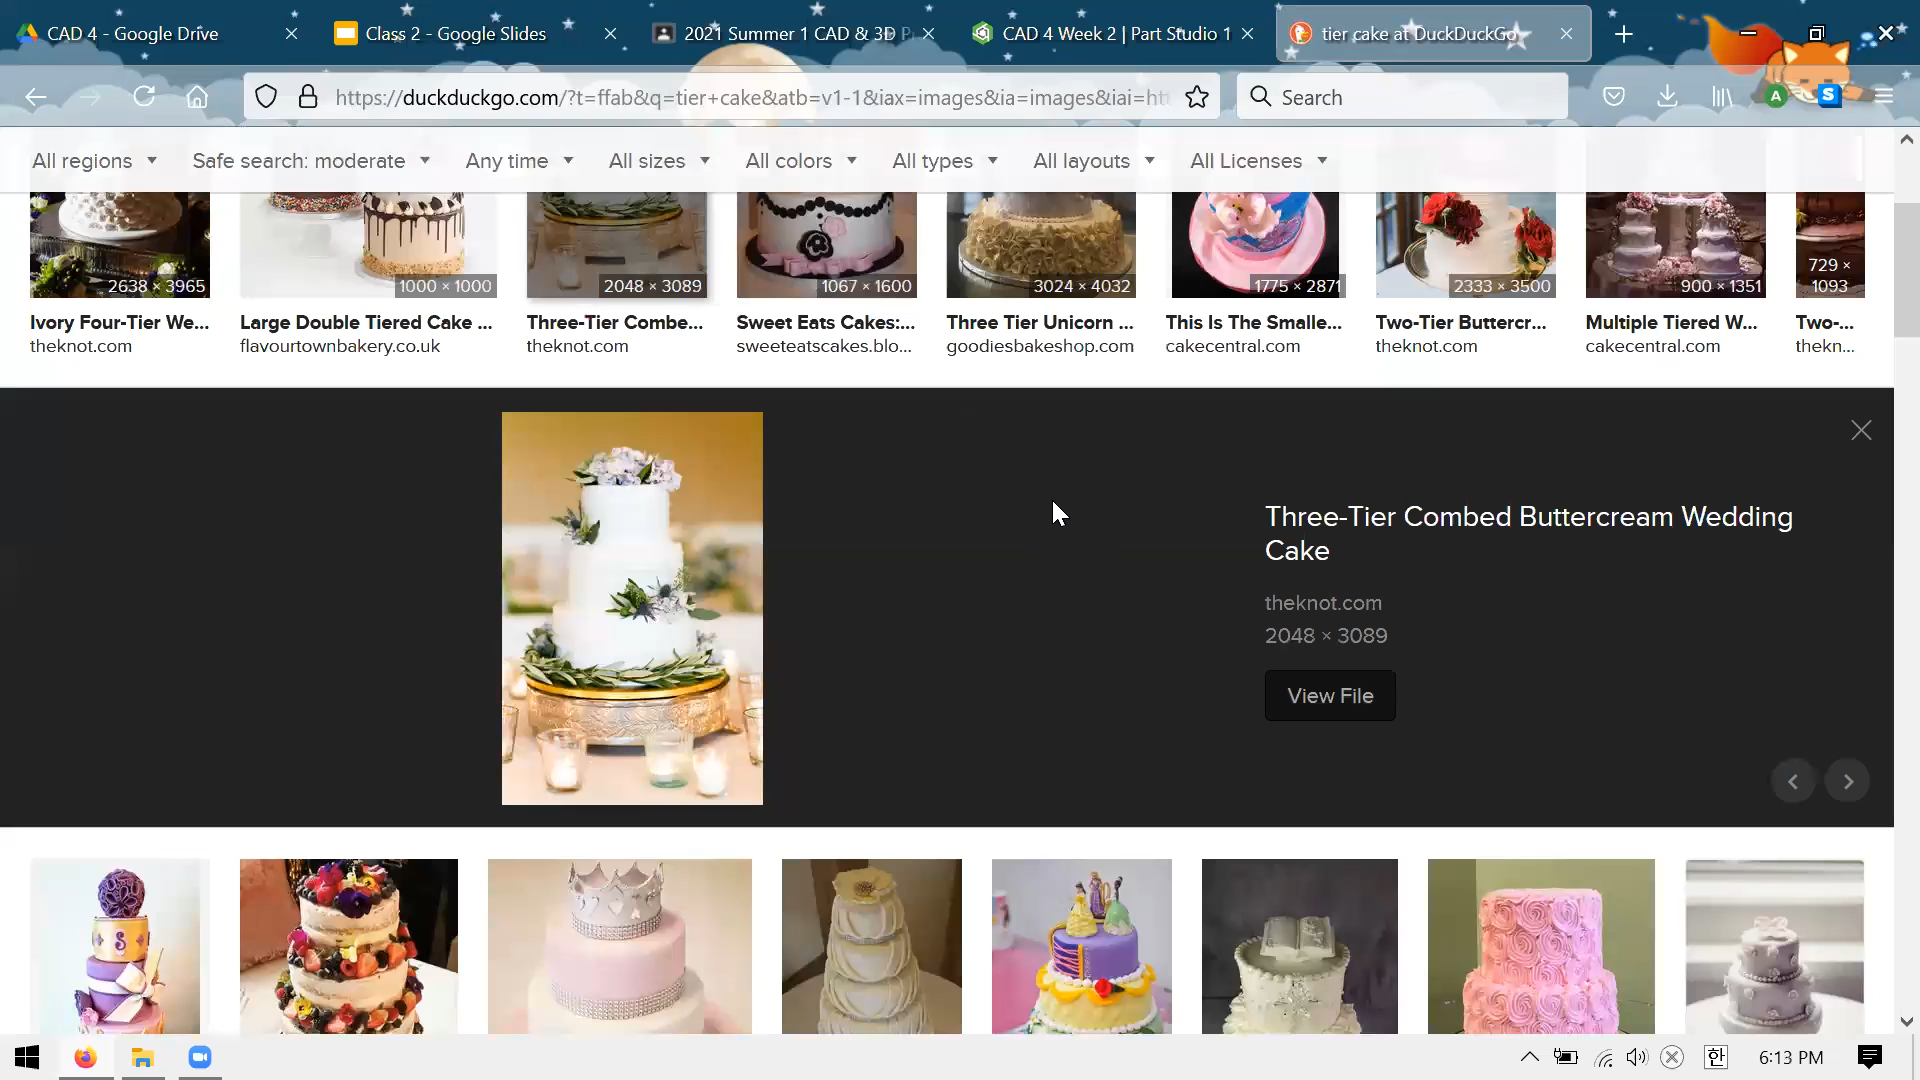 CAD 4 - Google Drive
Class 2 - Google Slides
2021 Summer 1 CAD & 3D P
CAD 4 Week 2 | Part Studio 1
tier cake at DuckDuckGo
https://duckduckgo.com/?t=ffab&q=tier+cake&atb=v1-1&iax=images&ia=images&iai=htt
Search
A
S
All regions
Safe search: moderate
Any time
All sizes
All colors
All types
All layouts
All Licenses
2638 × 3965
1000 × 1000
2048 × 3089
1067 × 1600
3024 × 4032
1775 × 2871
2333 × 3500
900 × 1351
729 ×
1093
Ivory Four-Tier We...
theknot.com
Large Double Tiered Cake ...
flavourtownbakery.co.uk
Three-Tier Combe...
theknot.com
Sweet Eats Cakes:...
sweeteatscakes.blo...
Three Tier Unicorn ...
goodiesbakeshop.com
This Is The Smalle...
cakecentral.com
Two-Tier Buttercr...
theknot.com
Multiple Tiered W...
cakecentral.com
Two-...
thekn...
Three-Tier Combed Buttercream Wedding
Cake
theknot.com
2048 × 3089
View File
S
한
6:13 PM